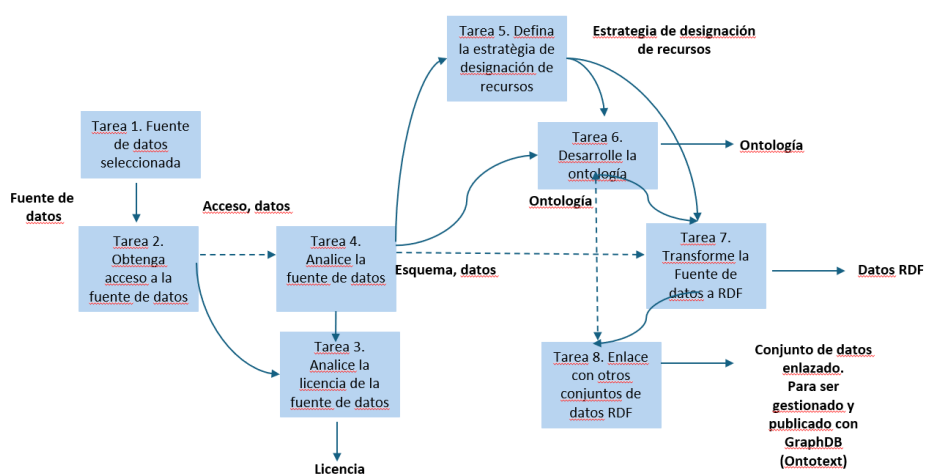 Tarea 5. Defina
la estratègia de
designación de
recursos
Estrategia de designación
de recursos
Tarea 1. Fuente
de datos
seleccionada
Tarea 6.
Desarrolle la
ontología
Ontología
Fuente de
datos
Acceso, datos
Ontología
Tarea 2.
Obtenga
acceso a la
fuente de datos
Tarea 4.
Analice la
fuente de datos
Esquema, datos
Tarea 7.
Transforme la
Fuente de
datos a RDF
Datos RDF
Tarea 3.
Analice la
licencia de la
fuente de datos
Tarea 8. Enlace
con otros
conjuntos de
datos RDF
Conjunto de datos
enlazado.
Para ser
gestionado y
publicado con
GraphDB
(Ontotext)
Licencia